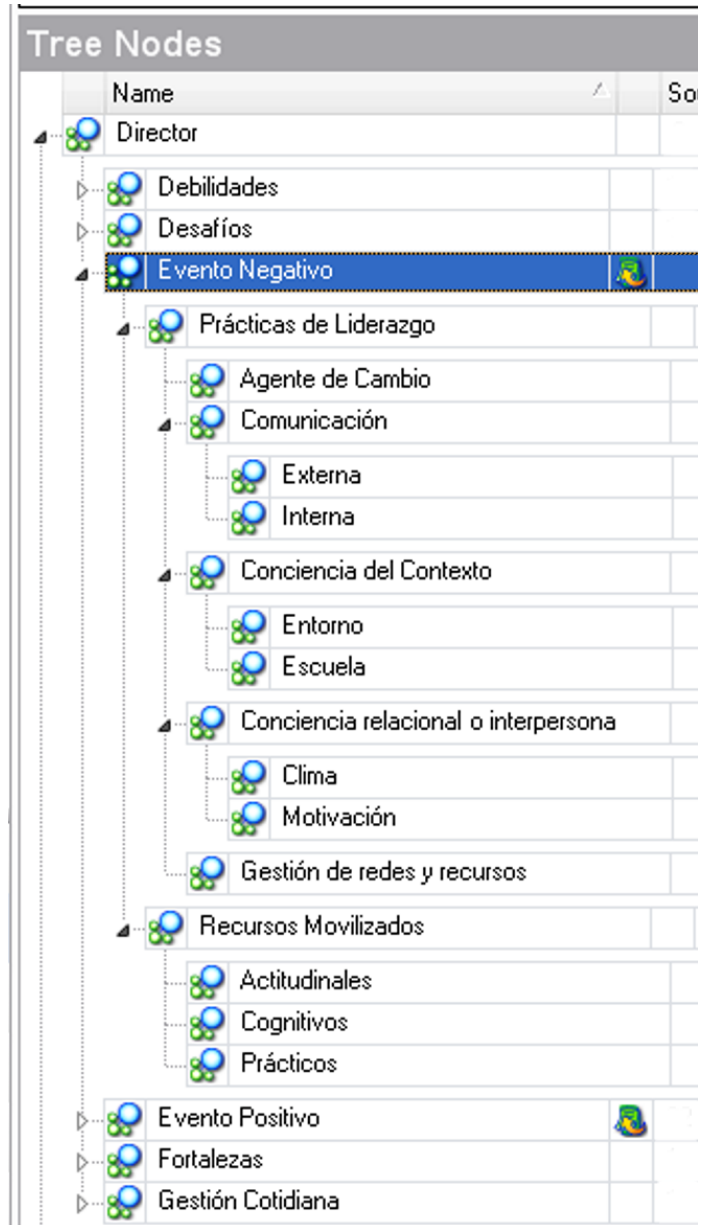 Tree Nodes
Name Sou
Director
Debilidades
Desafíos
Evento Negativo
Prácticas de Liderazgo
Agente de Cambio
Comunicación
Externa
Interna
Conciencia del Contexto
Entorno
Escuela
Conciencia relacional o interpersona
Clima
Motivación
Gestión de redes y recursos
Recursos Movilizados
Actitudinales
Cognitivos
Prácticos
Evento Positivo
Fortalezas
Gestión Cotidiana